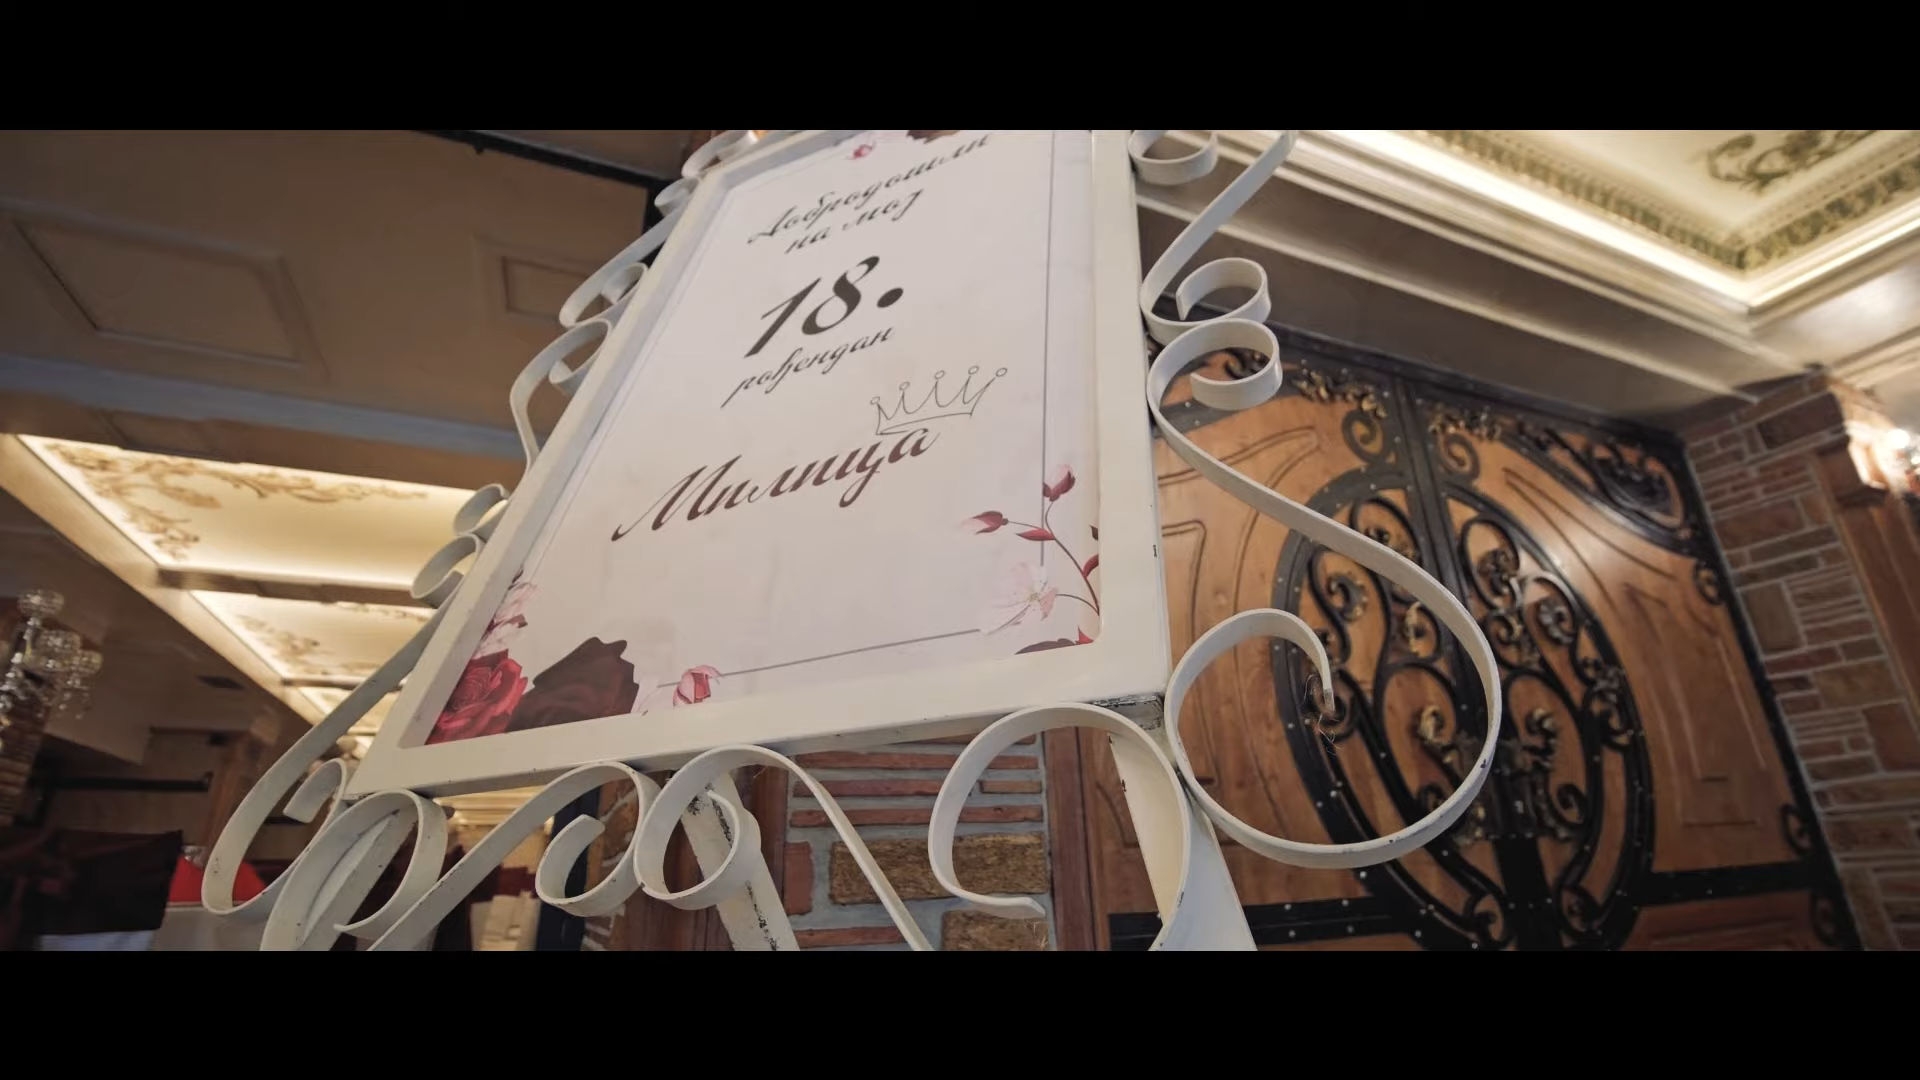 Добродошли
на мој
18.
рођендан
Милица